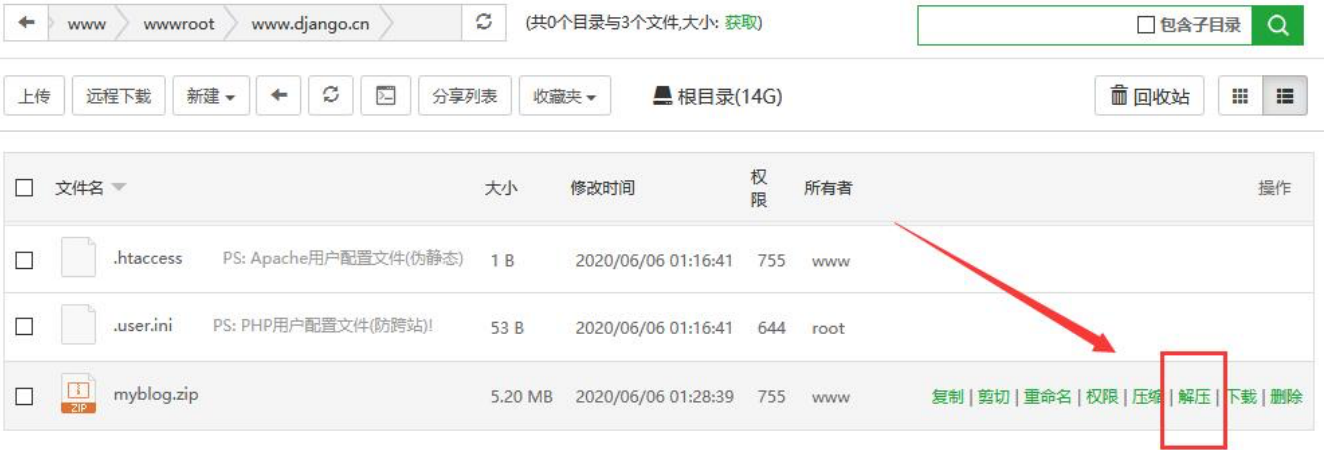 www wwwroot www.django.cn (共0个目录与3个文件,大小: 获取) 包含子目录
上传 远程下载 新建 分享列表 收藏夹 根目录(14G) 回收站
文件名 大小 修改时间 权限 所有者 操作
.htaccess PS: Apache用户配置文件(伪静态) 1 B 2020/06/06 01:16:41 755 www
.user.ini PS: PHP用户配置文件(防跨站)! 53 B 2020/06/06 01:16:41 644 root
ZIP myblog.zip 5.20 MB 2020/06/06 01:28:39 755 www 复制 | 剪切 | 重命名 | 权限 | 压缩 | 解压 | 下载 | 删除